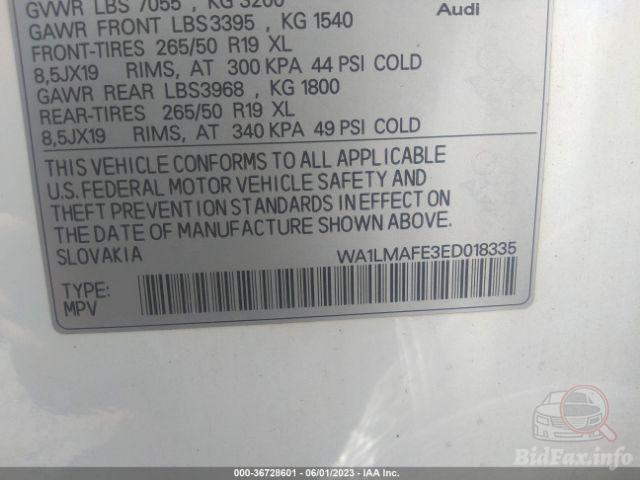 GVWR LBS 7055 , KG 3200
Audi
GAWR FRONT LBS3395 , KG 1540
FRONT-TIRES 265/50 R19 XL
8,5JX19 RIMS, AT 300 KPA 44 PSI COLD
GAWR REAR LBS3968 , KG 1800
REAR-TIRES 265/50 R19 XL
8,5JX19 RIMS, AT 340 KPA 49 PSI COLD
THIS VEHICLE CONFORMS TO ALL APPLICABLE
U.S. FEDERAL MOTOR VEHICLE SAFETY AND
THEFT PREVENTION STANDARDS IN EFFECT ON
THE DATE OF MANUFACTURE SHOWN ABOVE.
SLOVAKIA WA1LMAFE3ED018335
TYPE:
MPV
BidFax.info
000-36728601 - 06/01/2023 - IAA Inc.